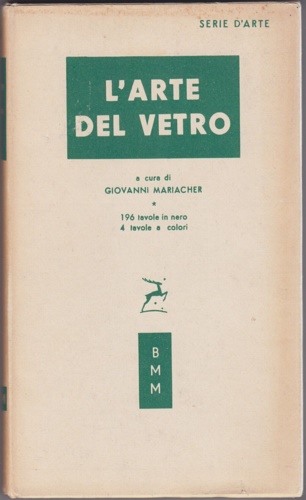 SERIE D'ARTE
L'ARTE
DEL VETRO
a cura di
GIOVANNI MARIACHER
196 tavole in nero
4 tavole a colori
B
M
M